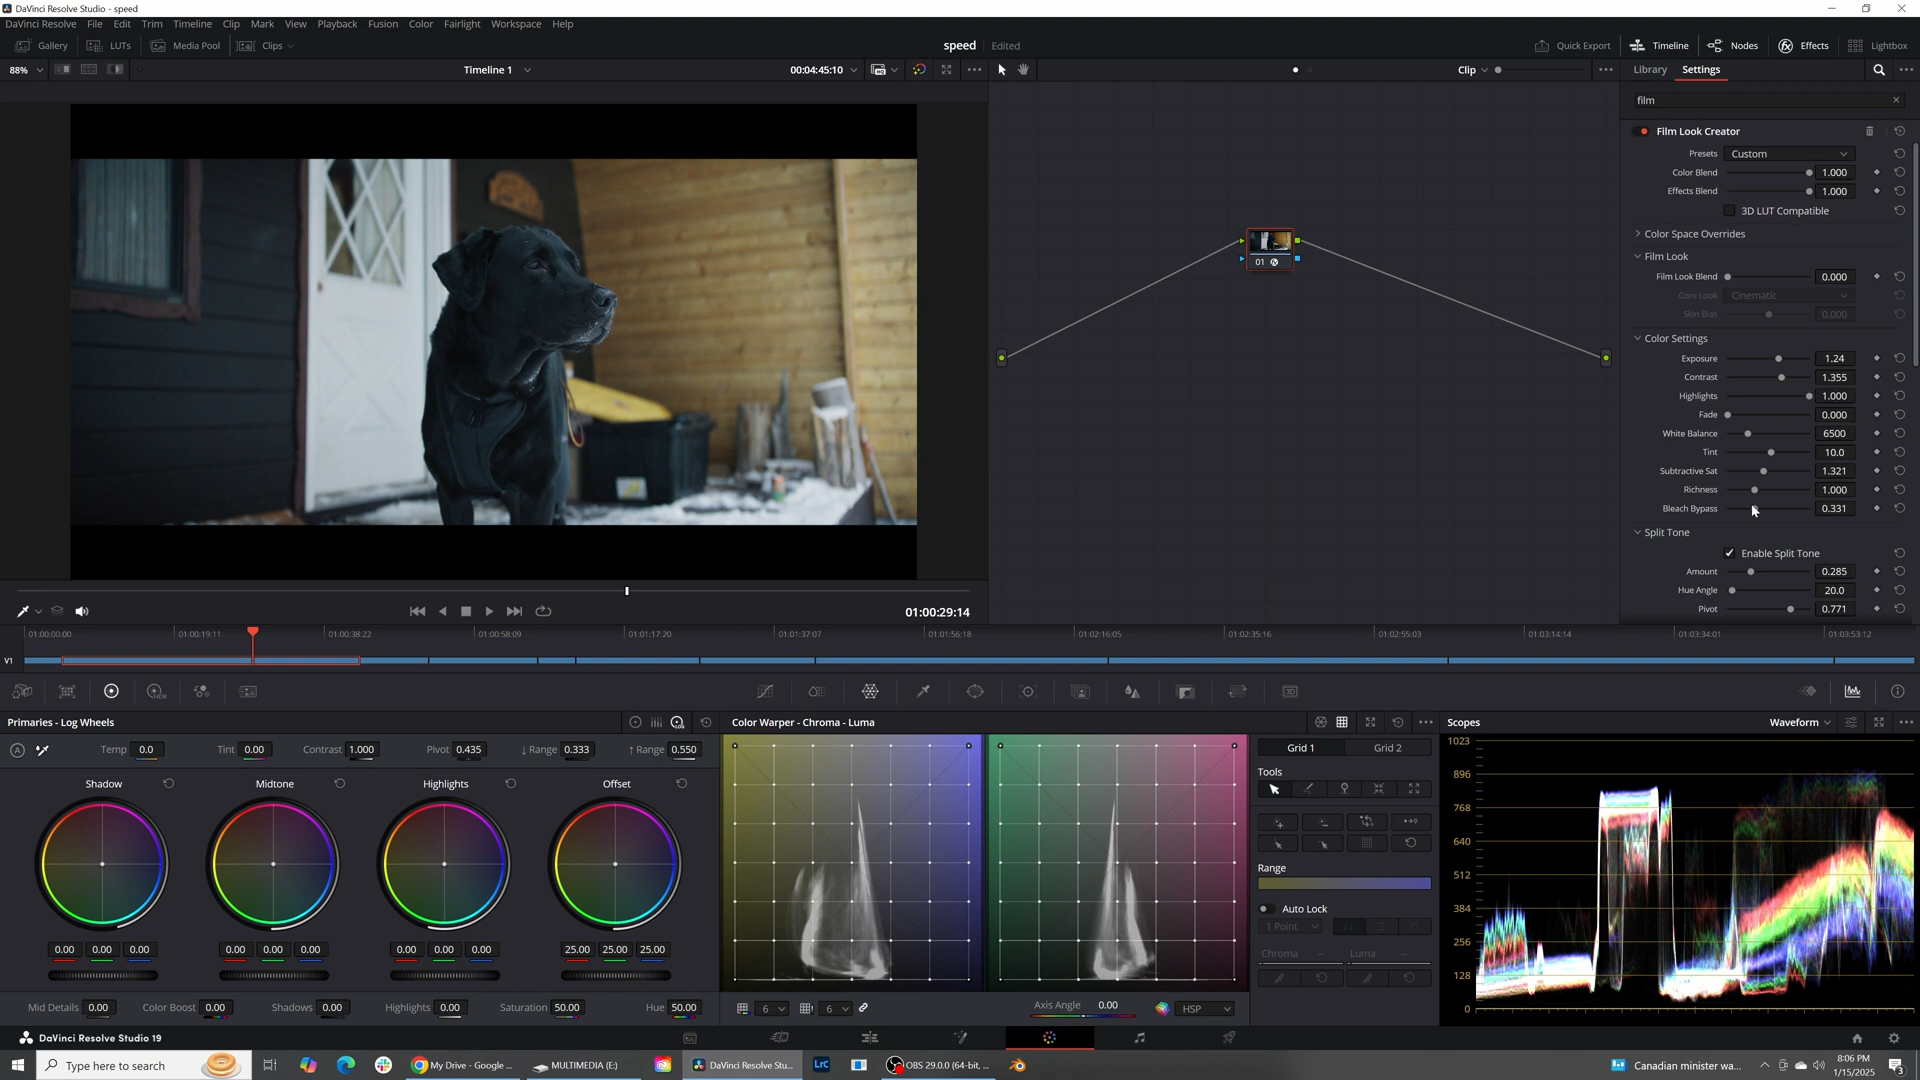 DaVinci Resolve Studio - speed
DaVinci Resolve File Edit Trim Timeline Clip Mark View Playback Fusion Color Fairlight Workspace Help
Gallery LUTs Media Pool Clips speed Edited Quick Export Timeline Nodes Effects Lightbox
88% Timeline 1 00:04:45:10 Clip Library Settings
film
Film Look Creator
Presets Custom
Color Blend 1.000
Effects Blend 1.000
3D LUT Compatible
Color Space Overrides
Film Look
Film Look Blend 0.000
Core Look Cinematic
Skin Bias 0.000
Color Settings
Exposure 1.24
Contrast 1.355
Highlights 1.000
Fade 0.000
White Balance 6500
Tint 10.0
Subtractive Sat 1.321
Richness 1.000
Bleach Bypass 0.331
Split Tone
Enable Split Tone
Amount 0.285
Hue Angle 20.0
Pivot 0.771
01
01:00:29:14
01:00:00:00 01:00:19:11 01:00:38:22 01:00:58:09 01:01:17:20 01:01:37:07 01:01:56:18 01:02:16:05 01:02:35:16 01:02:55:03 01:03:14:14 01:03:34:01 01:03:53:12
V1
Primaries - Log Wheels Color Warper - Chroma - Luma Scopes Waveform
Temp 0.0 Tint 0.00 Contrast 1.000 Pivot 0.435 ↓ Range 0.333 ↑ Range 0.550
Shadow Midtone Highlights Offset
0.00 0.00 0.00 0.00 0.00 0.00 0.00 0.00 0.00 25.00 25.00 25.00
Mid Details 0.00 Color Boost 0.00 Shadows 0.00 Highlights 0.00 Saturation 50.00 Hue 50.00
6 6 Axis Angle 0.00 HSP
Grid 1 Grid 2
Tools
Range
Auto Lock
1 Point
Chroma -- Luma --
1023
896
768
640
512
384
256
128
0
DaVinci Resolve Studio 19
Type here to search My Drive - Google ... MULTIMEDIA (E:) DaVinci Resolve Stu... LrC OBS 29.0.0 (64-bit, ... Canadian minister wa... 8:06 PM
1/15/2025
3